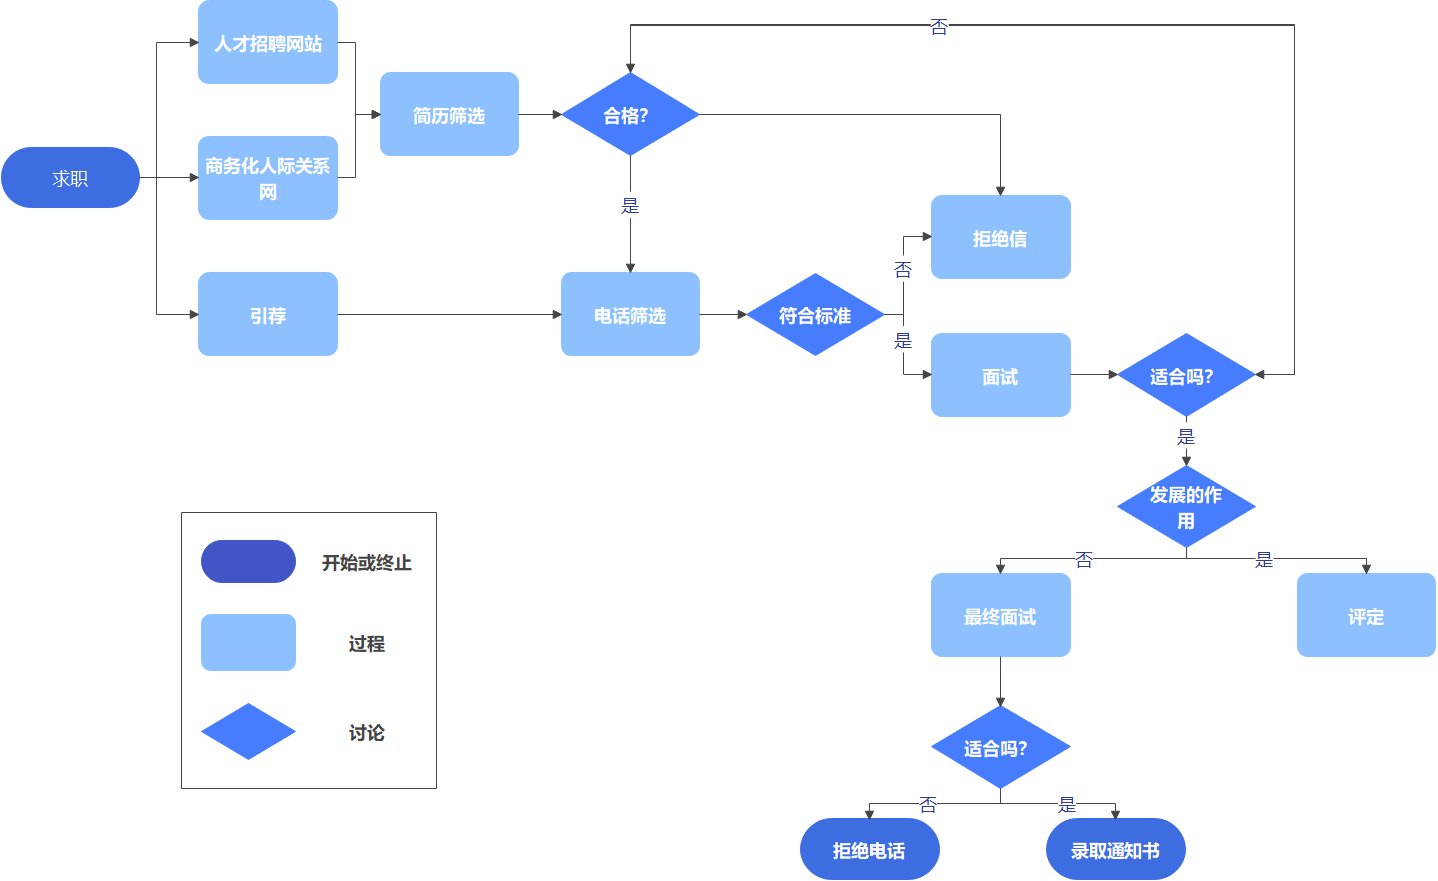 否
人才招聘网站
简历筛选
合格?
商务化人际关系
网
求职
是
拒绝信
否
引荐
电话筛选
符合标准
是
面试
适合吗?
是
发展的作
用
否
是
最终面试
评定
适合吗?
否
是
拒绝电话
录取通知书
开始或终止
过程
讨论